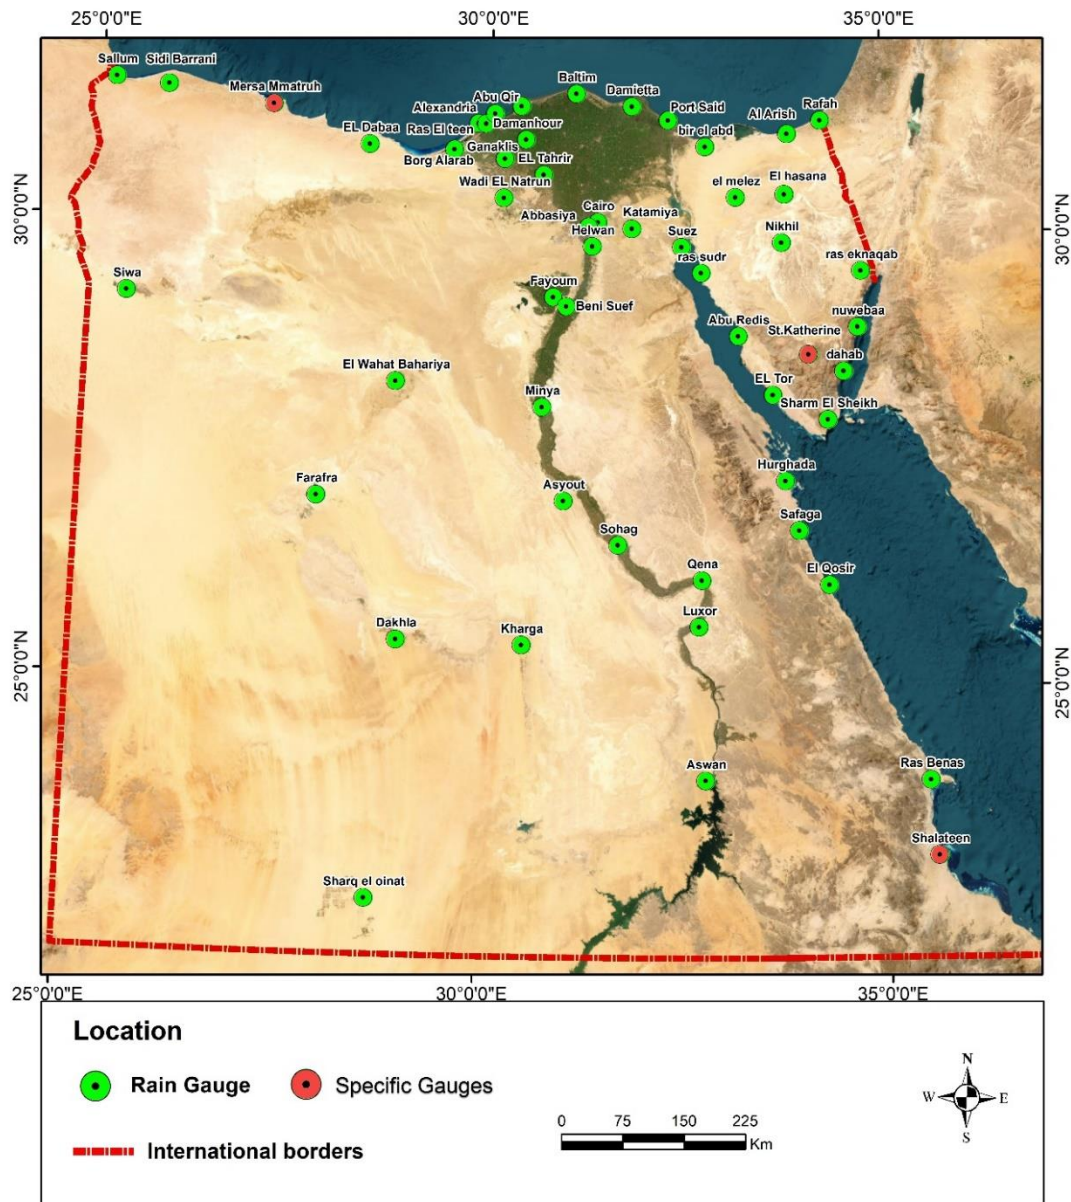 25°0'0"E 30°0'0"E 35°0'0"E
Sallum Sidi Barrani
Mersa Mmatruh
Baltim
Abu Qir Damietta
Alexandria Port Said Rafah
Ras El teen Damanhour Al Arish
EL Dabaa bir el abd
Ganaklis
Borg Alarab EL Tahrir
Wadi EL Natrun el melez El hasana
30°0'0"N
Cairo Katamiya
Abbasiya Nikhil
30°0'0"N
Helwan Suez
ras sudr ras eknaqab
Siwa
Fayoum
Beni Suef nuwebaa
Abu Redis St.Katherine
dahab
El Wahat Bahariya
EL Tor
Minya Sharm El Sheikh
Hurghada
Farafra
Asyout
Safaga
Sohag
Qena El Qosir
Luxor
Dakhla Kharga
25°0'0"N
25°0'0"N
Aswan Ras Benas
Shalateen
Sharq el oinat
25°0'0"E 30°0'0"E 35°0'0"E
Location
Rain Gauge Specific Gauges
International borders
0 75 150 225
Km
N
W E
S